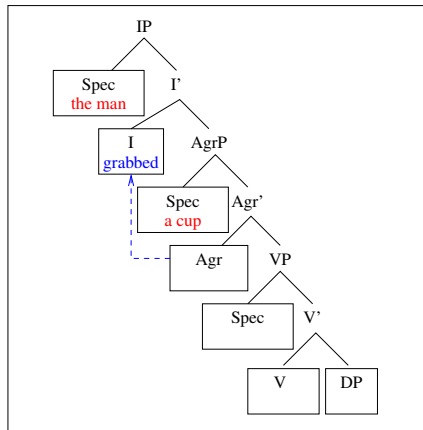 IP
Spec
the man
I'
I
grabbed
AgrP
Spec
a cup
Agr'
Agr
VP
Spec
V'
V
DP